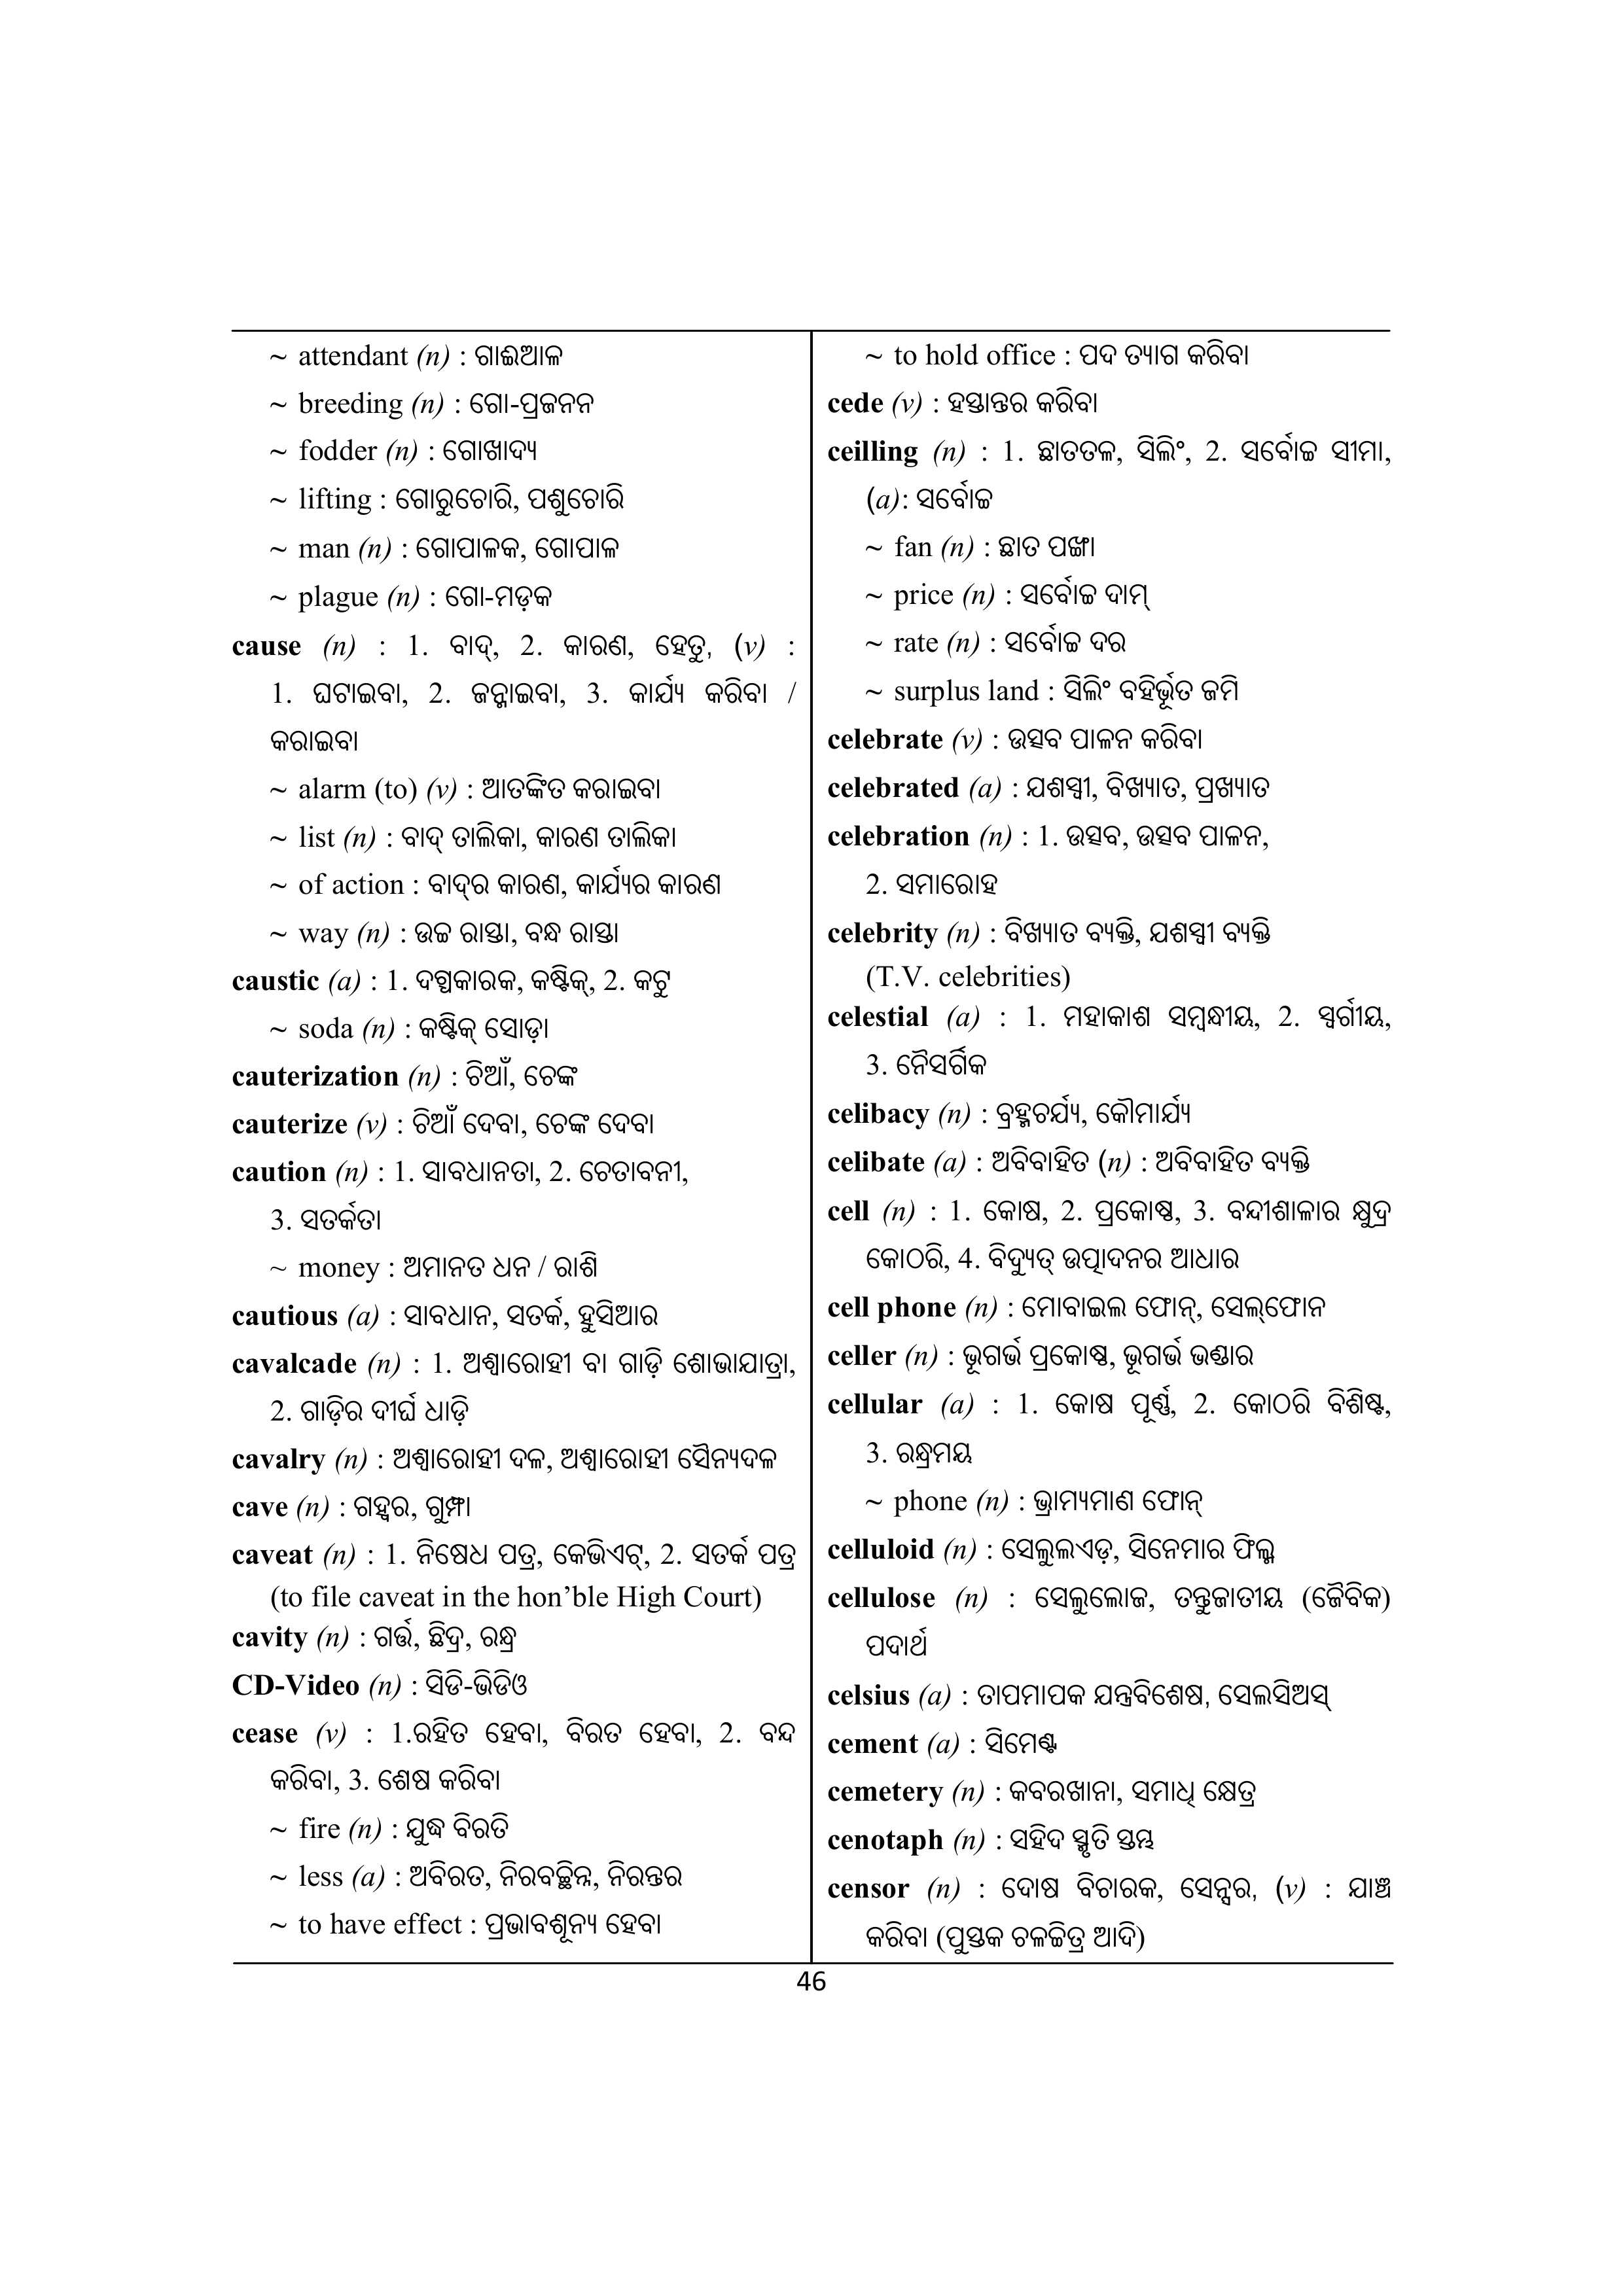 ~ attendant (n) : ଗାଈଆଳ
~ breeding (n) : ଗୋ-ପ୍ରଜନନ
~ fodder (n) : ଗୋଖାଦ୍ୟ
~ lifting : ଗୋରୁଚୋରି, ପଶୁଚୋରି
~ man (n) : ଗୋପାଳକ, ଗୋପାଳ
~ plague (n) : ଗୋ-ମଡ଼କ
cause (n) : 1. ବାଦ୍, 2. କାରଣ, ହେତୁ, (v) :
1. ଘଟାଇବା, 2. ଜନ୍ମାଇବା, 3. କାର୍ଯ୍ୟ କରିବା /
କରାଇବା
~ alarm (to) (v) : ଆତଙ୍କିତ କରାଇବା
~ list (n) : ବାଦ୍ ତାଲିକା, କାରଣ ତାଲିକା
~ of action : ବାଦ୍‌ର କାରଣ, କାର୍ଯ୍ୟର କାରଣ
~ way (n) : ଉଚ୍ଚ ରାସ୍ତା, ବନ୍ଧ ରାସ୍ତା
caustic (a) : 1. ଦଗ୍ଧକାରକ, କଷ୍ଟିକ୍, 2. କଟୁ
~ soda (n) : କଷ୍ଟିକ୍ ସୋଡ଼ା
cauterization (n) : ଚିଆଁ, ଚେଙ୍କ
cauterize (v) : ଚିଆଁ ଦେବା, ଚେଙ୍କ ଦେବା
caution (n) : 1. ସାବଧାନତା, 2. ଚେତାବନୀ,
3. ସତର୍କତା
~ money : ଅମାନତ ଧନ / ରାଶି
cautious (a) : ସାବଧାନ, ସତର୍କ, ହୁସିଆର
cavalcade (n) : 1. ଅଶ୍ୱାରୋହୀ ବା ଗାଡ଼ି ଶୋଭାଯାତ୍ରା,
2. ଗାଡ଼ିର ଦୀର୍ଘ ଧାଡ଼ି
cavalry (n) : ଅଶ୍ୱାରୋହୀ ଦଳ, ଅଶ୍ୱାରୋହୀ ସୈନ୍ୟଦଳ
cave (n) : ଗହ୍ୱର, ଗୁମ୍ଫା
caveat (n) : 1. ନିଷେଧ ପତ୍ର, କେଭିଏଟ୍, 2. ସତର୍କ ପତ୍ର
(to file caveat in the hon’ble High Court)
cavity (n) : ଗର୍ତ୍ତ, ଛିଦ୍ର, ରନ୍ଧ୍ର
CD-Video (n) : ସିଡି-ଭିଡିଓ
cease (v) : 1.ରହିତ ହେବା, ବିରତ ହେବା, 2. ବନ୍ଦ
କରିବା, 3. ଶେଷ କରିବା
~ fire (n) : ଯୁଦ୍ଧ ବିରତି
~ less (a) : ଅବିରତ, ନିରବଚ୍ଛିନ୍ନ, ନିରନ୍ତର
~ to have effect : ପ୍ରଭାବଶୂନ୍ୟ ହେବା
~ to hold office : ପଦ ତ୍ୟାଗ କରିବା
cede (v) : ହସ୍ତାନ୍ତର କରିବା
ceilling (n) : 1. ଛାତତଳ, ସିଲିଂ, 2. ସର୍ବୋଚ୍ଚ ସୀମା,
(a): ସର୍ବୋଚ୍ଚ
~ fan (n) : ଛାତ ପଙ୍ଖା
~ price (n) : ସର୍ବୋଚ୍ଚ ଦାମ୍
~ rate (n) : ସର୍ବୋଚ୍ଚ ଦର
~ surplus land : ସିଲିଂ ବହିର୍ଭୂତ ଜମି
celebrate (v) : ଉତ୍ସବ ପାଳନ କରିବା
celebrated (a) : ଯଶସ୍ୱୀ, ବିଖ୍ୟାତ, ପ୍ରଖ୍ୟାତ
celebration (n) : 1. ଉତ୍ସବ, ଉତ୍ସବ ପାଳନ,
2. ସମାରୋହ
celebrity (n) : ବିଖ୍ୟାତ ବ୍ୟକ୍ତି, ଯଶସ୍ୱୀ ବ୍ୟକ୍ତି
(T.V. celebrities)
celestial (a) : 1. ମହାକାଶ ସମ୍ବନ୍ଧୀୟ, 2. ସ୍ୱର୍ଗୀୟ,
3. ନୈସର୍ଗିକ
celibacy (n) : ବ୍ରହ୍ମଚର୍ଯ୍ୟ, କୌମାର୍ଯ୍ୟ
celibate (a) : ଅବିବାହିତ (n) : ଅବିବାହିତ ବ୍ୟକ୍ତି
cell (n) : 1. କୋଷ, 2. ପ୍ରକୋଷ୍ଠ, 3. ବନ୍ଦୀଶାଳାର କ୍ଷୁଦ୍ର
କୋଠରି, 4. ବିଦ୍ୟୁତ୍ ଉତ୍ପାଦନର ଆଧାର
cell phone (n) : ମୋବାଇଲ ଫୋନ୍, ସେଲ୍‌ଫୋନ
celler (n) : ଭୂଗର୍ଭ ପ୍ରକୋଷ୍ଠ, ଭୂଗର୍ଭ ଭଣ୍ଡାର
cellular (a) : 1. କୋଷ ପୂର୍ଣ୍ଣ, 2. କୋଠରି ବିଶିଷ୍ଟ,
3. ରନ୍ଧ୍ରମୟ
~ phone (n) : ଭ୍ରାମ୍ୟମାଣ ଫୋନ୍
celluloid (n) : ସେଲୁଲଏଡ଼, ସିନେମାର ଫିଲ୍ମ
cellulose (n) : ସେଲୁଲୋଜ, ତନ୍ତୁଜାତୀୟ (ଜୈବିକ)
ପଦାର୍ଥ
celsius (a) : ତାପମାପକ ଯନ୍ତ୍ରବିଶେଷ, ସେଲସିଅସ୍
cement (a) : ସିମେଣ୍ଟ
cemetery (n) : କବରଖାନା, ସମାଧି କ୍ଷେତ୍ର
cenotaph (n) : ସହିଦ ସ୍ମୃତି ସ୍ତମ୍ଭ
censor (n) : ଦୋଷ ବିଚାରକ, ସେନ୍ସର, (v) : ଯାଞ୍ଚ
କରିବା (ପୁସ୍ତକ ଚଳଚ୍ଚିତ୍ର ଆଦି)
46